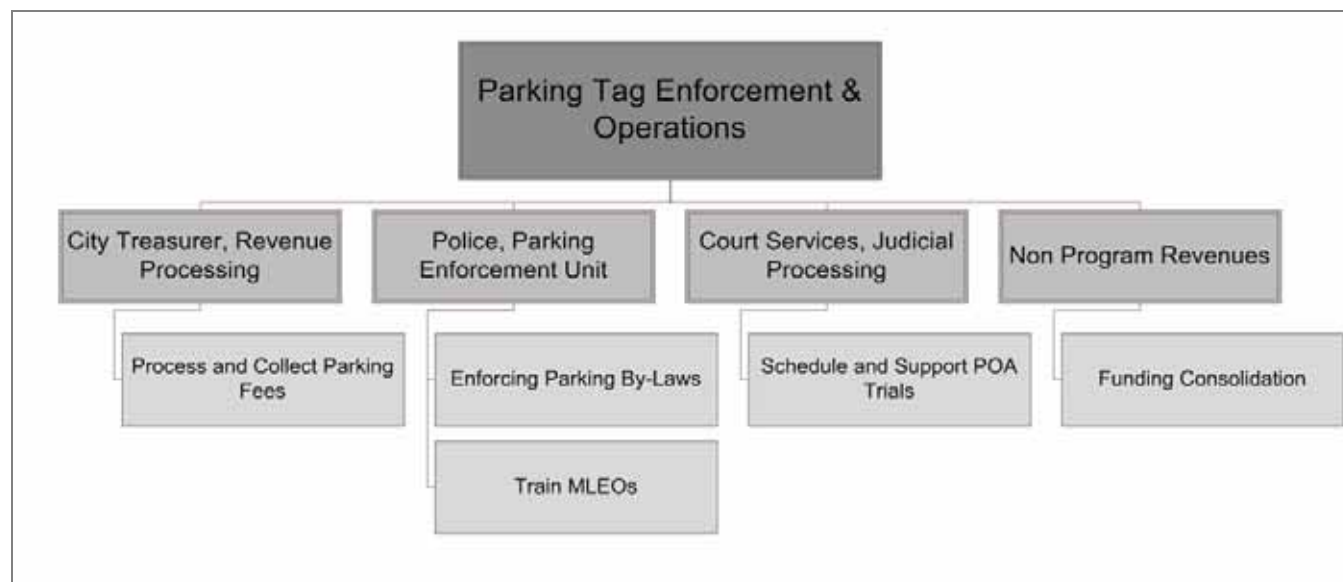 Parking Tag Enforcement &
Operations
City Treasurer, Revenue
Processing
Police, Parking
Enforcement Unit
Court Services, Judicial
Processing
Non Program Revenues
Process and Collect Parking
Fees
Enforcing Parking By-Laws
Schedule and Support POA
Trials
Funding Consolidation
Train MLEOs